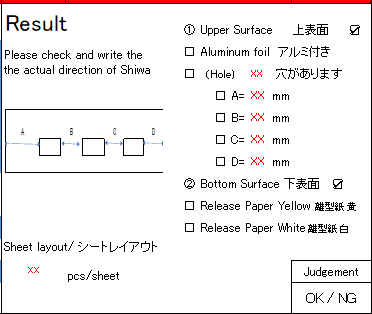 Result
Please check and write the
the actual direction of Shiwa
A B C D
Sheet layout/ シートレイアウト
XX pcs/sheet
① Upper Surface 上表面 ☑
☐ Aluminum foil アルミ付き
☐ (Hole) XX 穴があります
☐ A= XX mm
☐ B= XX mm
☐ C= XX mm
☐ D= XX mm
② Bottom Surface 下表面 ☑
☐ Release Paper Yellow 離型紙 黄
☐ Release Paper White 離型紙 白
Judgement
OK / NG